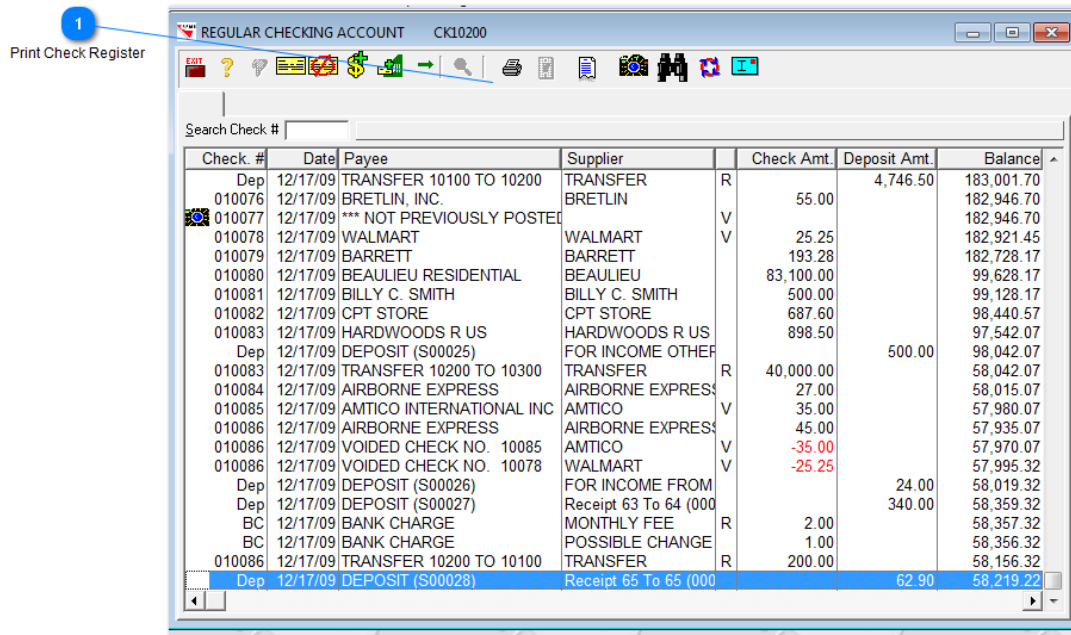 1
Print Check Register
REGULAR CHECKING ACCOUNT CK10200
EXIT
Search Check #
Check. # Date Payee Supplier Check Amt. Deposit Amt. Balance
Dep 12/17/09 TRANSFER 10100 TO 10200 TRANSFER R 4,746.50 183,001.70
010076 12/17/09 BRETLIN, INC. BRETLIN 55.00 182,946.70
010077 12/17/09 *** NOT PREVIOUSLY POSTED V 182,946.70
010078 12/17/09 WALMART WALMART V 25.25 182,921.45
010079 12/17/09 BARRETT BARRETT 193.28 182,728.17
010080 12/17/09 BEAULIEU RESIDENTIAL BEAULIEU 83,100.00 99,628.17
010081 12/17/09 BILLY C. SMITH BILLY C. SMITH 500.00 99,128.17
010082 12/17/09 CPT STORE CPT STORE 687.60 98,440.57
010083 12/17/09 HARDWOODS R US HARDWOODS R US 898.50 97,542.07
Dep 12/17/09 DEPOSIT (S00025) FOR INCOME OTHER 500.00 98,042.07
010083 12/17/09 TRANSFER 10200 TO 10300 TRANSFER R 40,000.00 58,042.07
010084 12/17/09 AIRBORNE EXPRESS AIRBORNE EXPRESS 27.00 58,015.07
010085 12/17/09 AMTICO INTERNATIONAL INC AMTICO V 35.00 57,980.07
010086 12/17/09 AIRBORNE EXPRESS AIRBORNE EXPRESS 45.00 57,935.07
010086 12/17/09 VOIDED CHECK NO. 10085 AMTICO V -35.00 57,970.07
010086 12/17/09 VOIDED CHECK NO. 10078 WALMART V -25.25 57,995.32
Dep 12/17/09 DEPOSIT (S00026) FOR INCOME FROM 24.00 58,019.32
Dep 12/17/09 DEPOSIT (S00027) Receipt 63 To 64 (000 340.00 58,359.32
BC 12/17/09 BANK CHARGE MONTHLY FEE R 2.00 58,357.32
BC 12/17/09 BANK CHARGE POSSIBLE CHANGE 1.00 58,356.32
010086 12/17/09 TRANSFER 10200 TO 10100 TRANSFER R 200.00 58,156.32
Dep 12/17/09 DEPOSIT (S00028) Receipt 65 To 65 (000 62.90 58,219.22